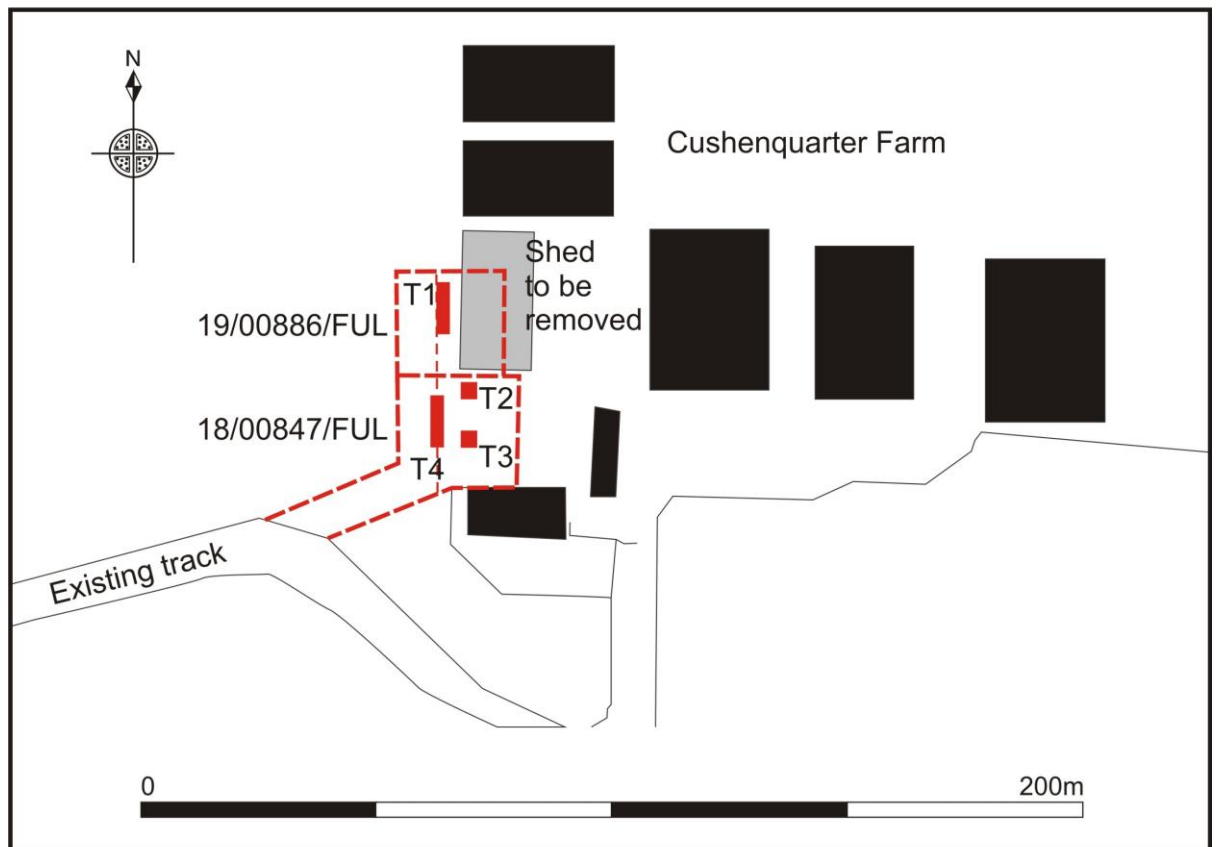 N
Cushenquarter Farm
Shed
to be
removed
T1
19/00886/FUL
T2
18/00847/FUL
T3
T4
Existing track
0 200m